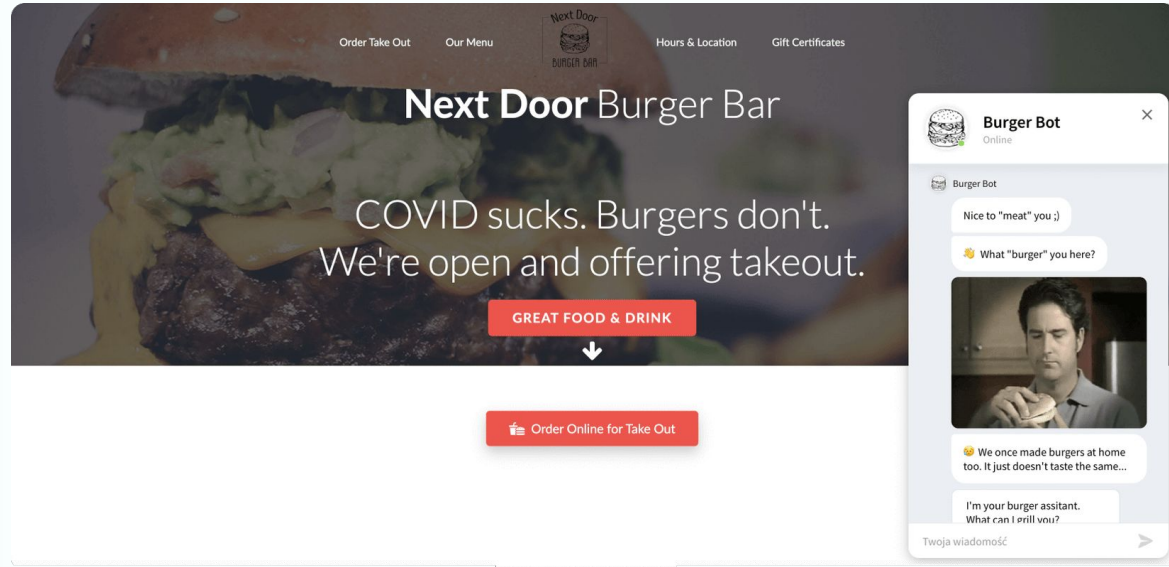 Order Take Out
Our Menu
Next Door
BURGER BAR
Hours & Location
Gift Certificates
Next Door Burger Bar
COVID sucks. Burgers don't.
We're open and offering takeout.
GREAT FOOD & DRINK
Order Online for Take Out
Burger Bot
Online
Burger Bot
Nice to "meat" you ;)
👋 What "burger" you here?
😢 We once made burgers at home
too. It just doesn't taste the same...
I'm your burger assitant.
What can I grill you?
Twoja wiadomość